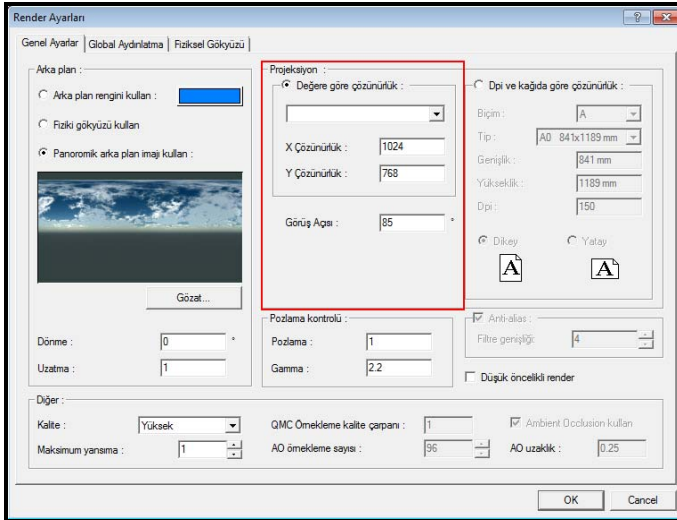 Render Ayarları
Genel Ayarlar Global Aydınlatma Fiziksel Gökyüzü
Arka plan :
Arka plan rengini kullan :
Fiziki gökyüzü kullan
Panoromik arka plan imajı kullan :
Gözat...
Dönme : 0 °
Uzatma : 1
Projeksiyon :
Değere göre çözünürlük :
X Çözünürlük : 1024
Y Çözünürlük : 768
Görüş Açısı : 85 °
Dpi ve kağıda göre çözünürlük :
Biçim : A
Tip : A0 841x1189 mm
Genişlik : 841 mm
Yükseklik : 1189 mm
Dpi : 150
Dikey Yatay
A A
Pozlama kontrolü :
Pozlama : 1
Gamma : 2.2
Anti-alias :
Filtre genişliği: 4
Düşük öncelikli render
Diğer :
Kalite : Yüksek QMC Örnekleme kalite çarpanı : 1 Ambient Occlusion kullan
Maksimum yansıma : 1 AO örnekleme sayısı : 96 AO uzaklık : 0.25
OK Cancel